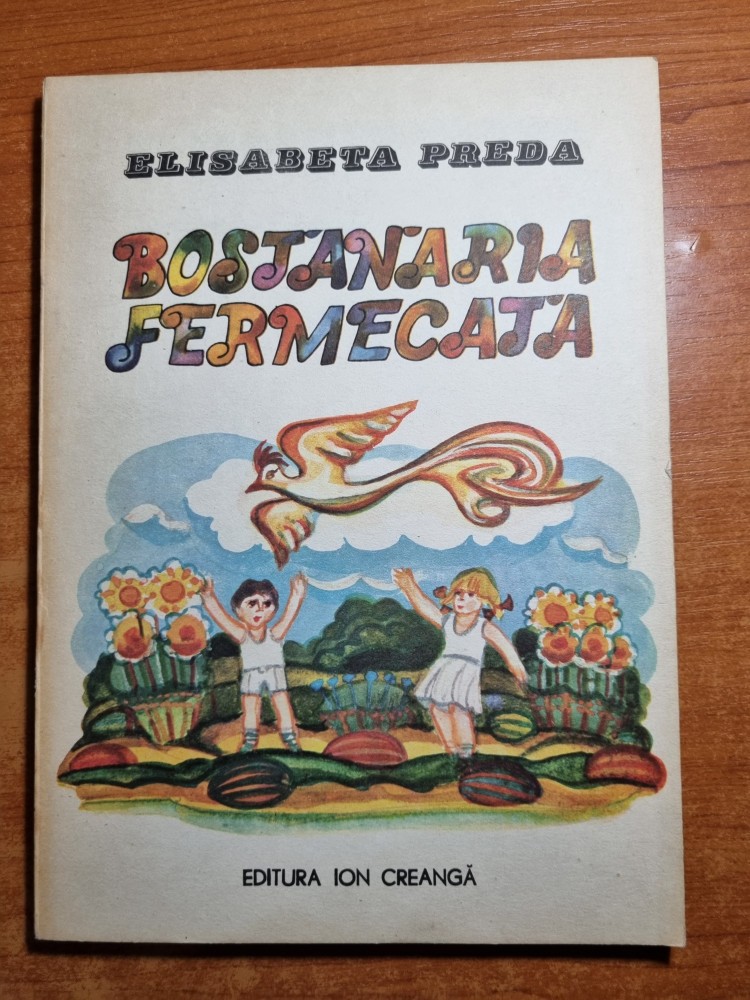 ELISABETA PREDA
BOSTANARIA
FERMECATA
EDITURA ION CREANGĂ